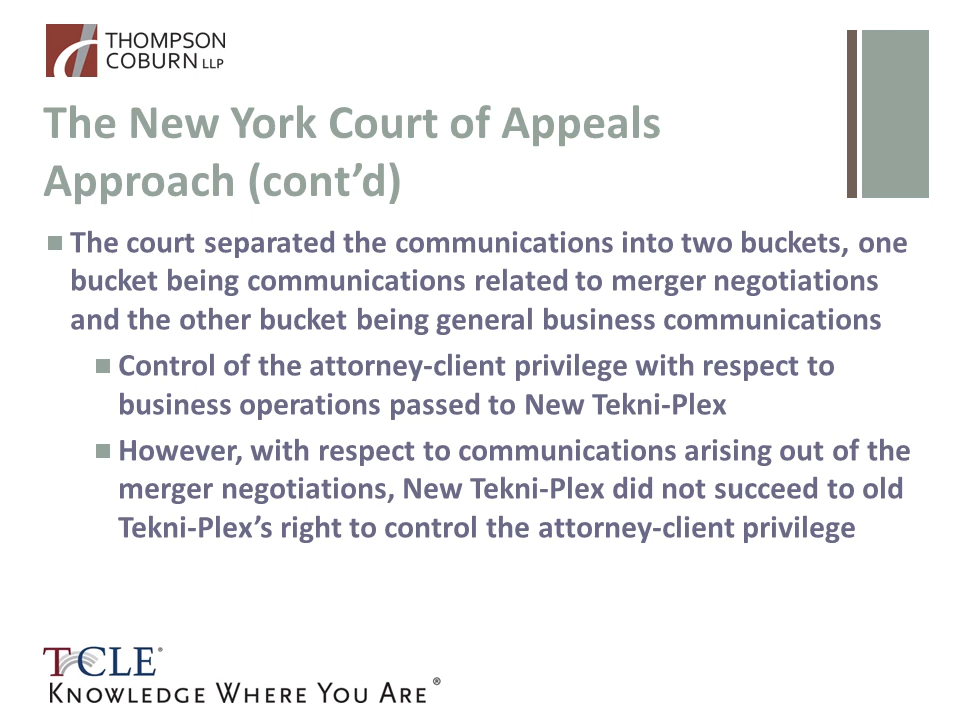 THOMPSON
COBURN LLP
The New York Court of Appeals
Approach (cont’d)
The court separated the communications into two buckets, one
bucket being communications related to merger negotiations
and the other bucket being general business communications
Control of the attorney-client privilege with respect to
business operations passed to New Tekni-Plex
However, with respect to communications arising out of the
merger negotiations, New Tekni-Plex did not succeed to old
Tekni-Plex’s right to control the attorney-client privilege
TCLE®
KNOWLEDGE WHERE YOU ARE®